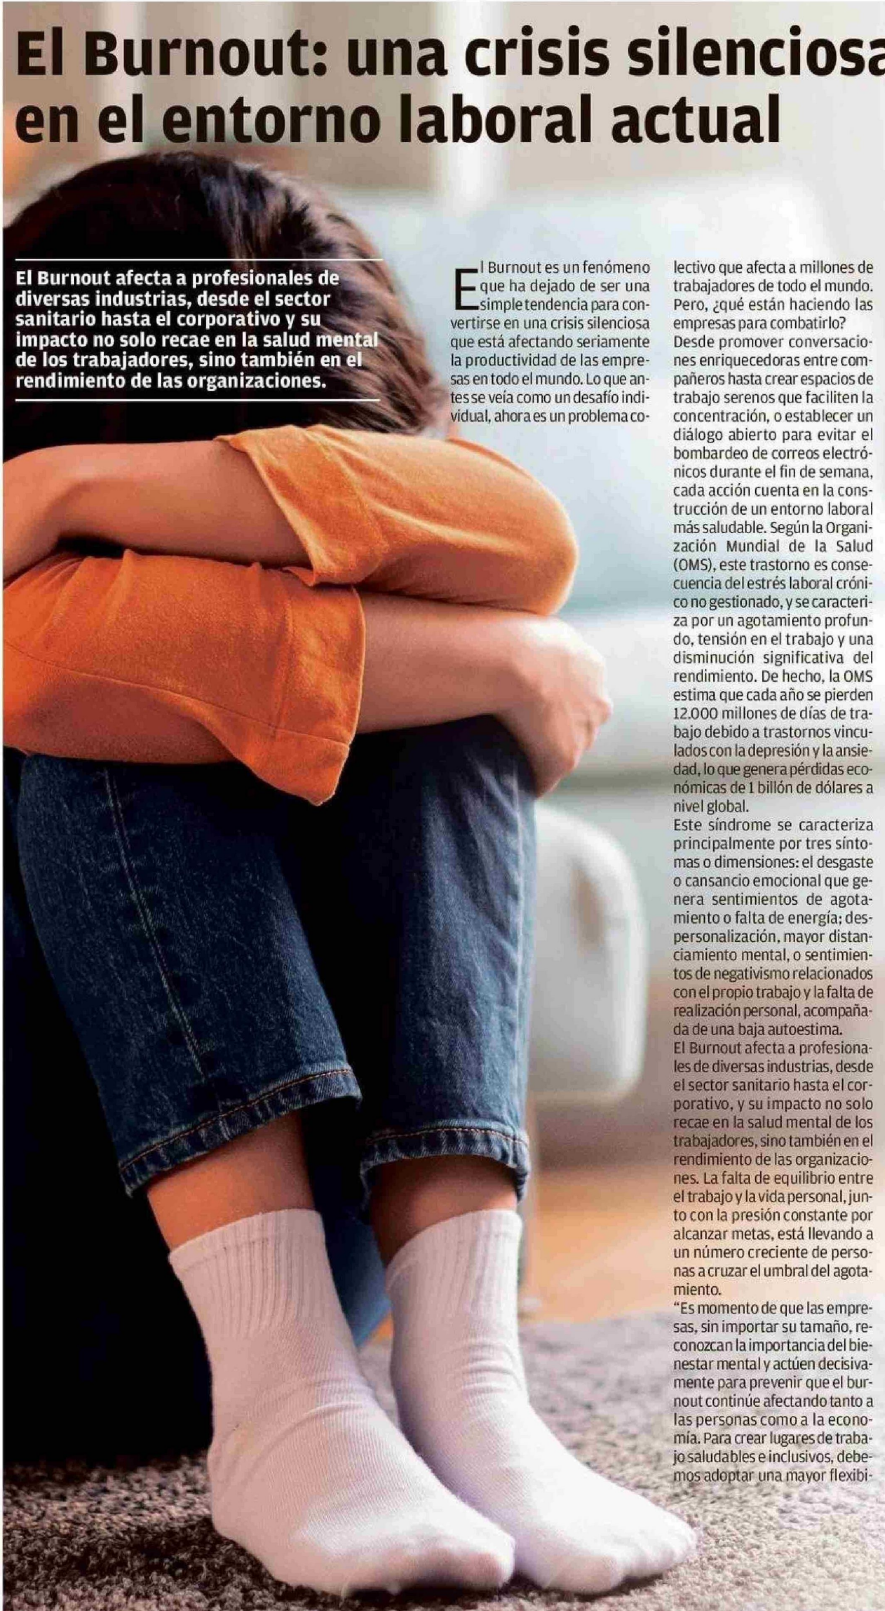 El Burnout: una crisis silenciosa
en el entorno laboral actual
El Burnout afecta a profesionales de
diversas industrias, desde el sector
sanitario hasta el corporativo y su
impacto no solo recae en la salud mental
de los trabajadores, sino también en el
rendimiento de las organizaciones.
El Burnout es un fenómeno
que ha dejado de ser una
simple tendencia para con-
vertirse en una crisis silenciosa
que está afectando seriamente
la productividad de las empre-
sas en todo el mundo. Lo que an-
tes se veía como un desafío indi-
vidual, ahora es un problema co-
lectivo que afecta a millones de
trabajadores de todo el mundo.
Pero, ¿qué están haciendo las
empresas para combatirlo?
Desde promover conversacio-
nes enriquecedoras entre com-
pañeros hasta crear espacios de
trabajo serenos que faciliten la
concentración, o establecer un
diálogo abierto para evitar el
bombardeo de correos electró-
nicos durante el fin de semana,
cada acción cuenta en la cons-
trucción de un entorno laboral
más saludable. Según la Organi-
zación Mundial de la Salud
(OMS), este trastorno es conse-
cuencia del estrés laboral cróni-
co no gestionado, y se caracteri-
za por un agotamiento profun-
do, tensión en el trabajo y una
disminución significativa del
rendimiento. De hecho, la OMS
estima que cada año se pierden
12.000 millones de días de tra-
bajo debido a trastornos vincu-
lados con la depresión y la ansie-
dad, lo que genera pérdidas eco-
nómicas de 1 billón de dólares a
nivel global.
Este síndrome se caracteriza
principalmente por tres sínto-
mas o dimensiones: el desgaste
o cansancio emocional que ge-
nera sentimientos de agota-
miento o falta de energía; des-
personalización, mayor distan-
ciamiento mental, o sentimien-
tos de negativismo relacionados
con el propio trabajo y la falta de
realización personal, acompaña-
da de una baja autoestima.
El Burnout afecta a profesiona-
les de diversas industrias, desde
el sector sanitario hasta el cor-
porativo, y su impacto no solo
recae en la salud mental de los
trabajadores, sino también en el
rendimiento de las organizacio-
nes. La falta de equilibrio entre
el trabajo y la vida personal, jun-
to con la presión constante por
alcanzar metas, está llevando a
un número creciente de perso-
nas a cruzar el umbral del agota-
miento.
“Es momento de que las empre-
sas, sin importar su tamaño, re-
conozcan la importancia del bie-
nestar mental y actúen decisiva-
mente para prevenir que el bur-
nout continúe afectando tanto a
las personas como a la econo-
mía. Para crear lugares de traba-
jo saludables e inclusivos, debe-
mos adoptar una mayor flexibi-